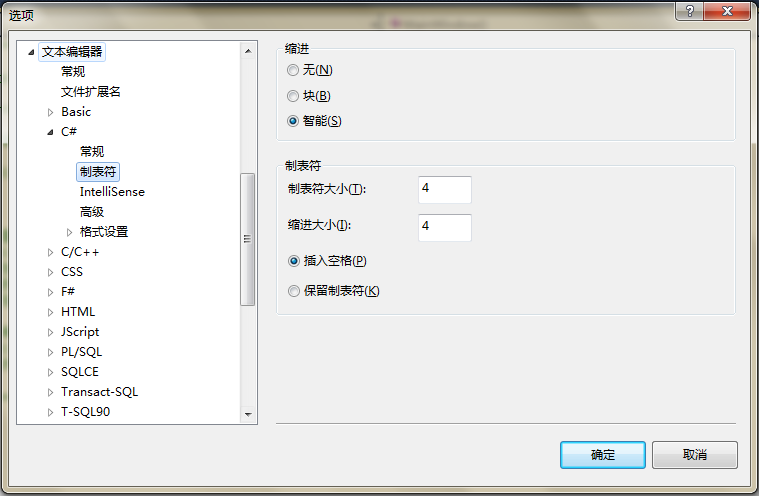 选项
文本编辑器
常规
文件扩展名
Basic
C#
常规
制表符
IntelliSense
高级
格式设置
C/C++
CSS
F#
HTML
JScript
PL/SQL
SQLCE
Transact-SQL
T-SQL90
缩进
无(N)
块(B)
智能(S)
制表符
制表符大小(T): 4
缩进大小(I): 4
插入空格(P)
保留制表符(K)
确定 取消